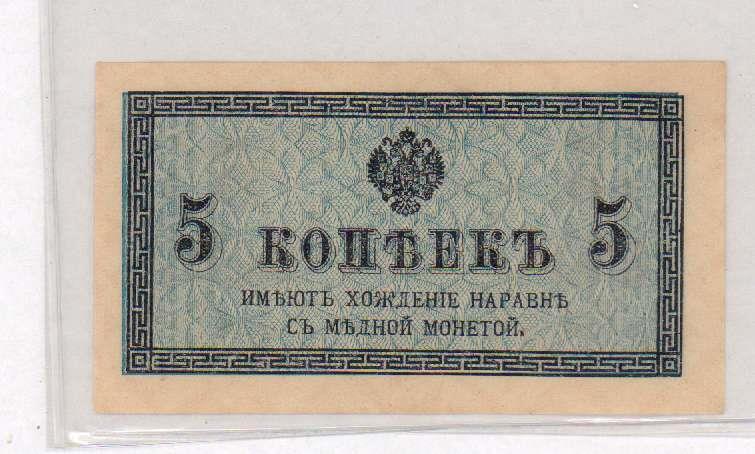 5 КОПѢЕКЪ 5
ИМѢЮТЪ ХОЖДЕНІЕ НАРАВНѢ
СЪ МѢДНОЙ МОНЕТОЙ.